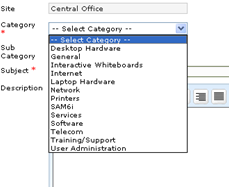 Site Central Office
Category * -- Select Category --
-- Select Category --
Desktop Hardware
General
Interactive Whiteboards
Internet
Laptop Hardware
Network
Printers
SAM6i
Services
Software
Telecom
Training/Support
User Administration
Sub Category
Subject *
Description